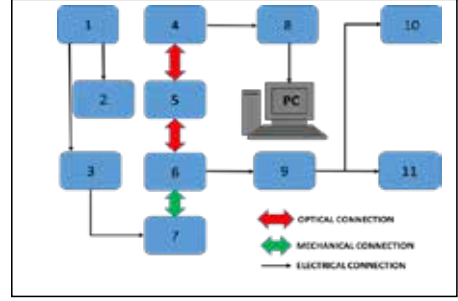 1
4
8
10
2
5
PC
3
6
9
11
7
OPTICAL CONNECTION
MECHANICAL CONNECTION
ELECTRICAL CONNECTION